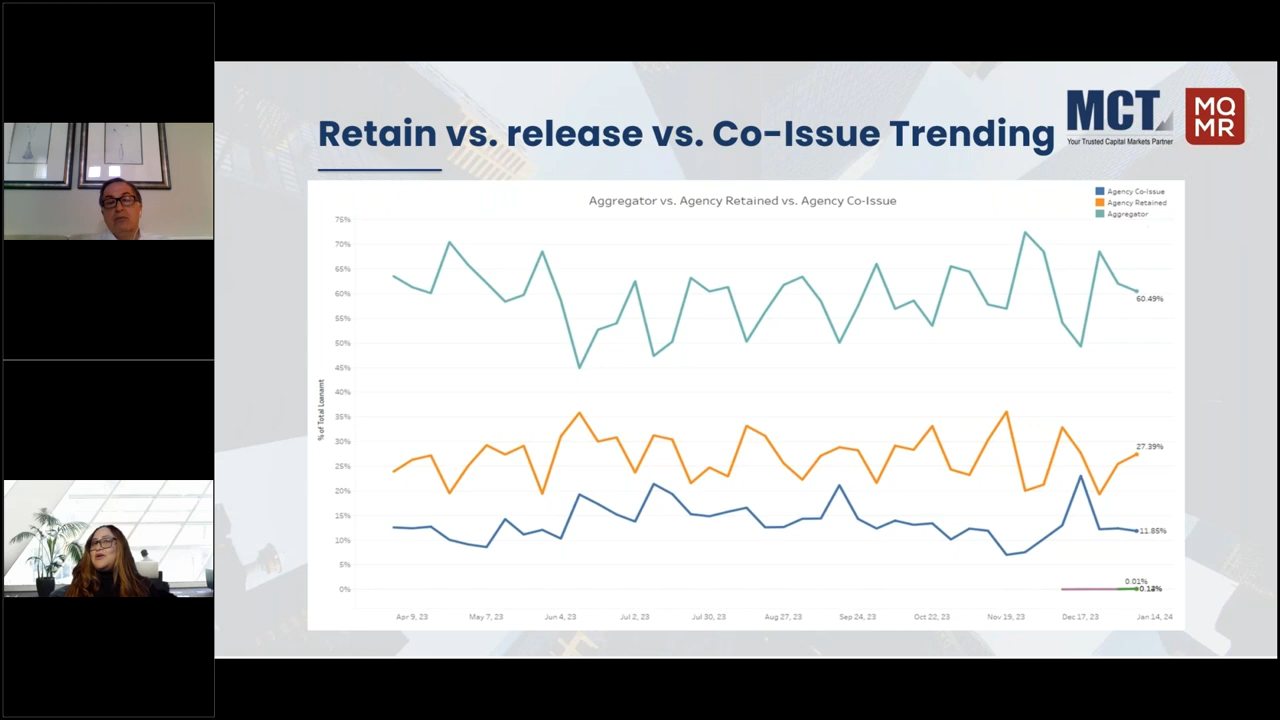 Retain vs. release vs. Co-Issue Trending
MCT
Your Trusted Capital Markets Partner
MQ
MR
Aggregator vs. Agency Retained vs. Agency Co-Issue
Agency Co-Issue
Agency Retained
Aggregator
75%
70%
65%
60%
55%
50%
45%
40%
35%
30%
25%
20%
15%
10%
5%
0%
% of Total Loanamt
60.49%
27.39%
11.85%
0.01%
Apr 9, 23
May 7, 23
Jun 4, 23
Jul 2, 23
Jul 30, 23
Aug 27, 23
Sep 24, 23
Oct 22, 23
Nov 19, 23
Dec 17, 23
Jan 14, 24